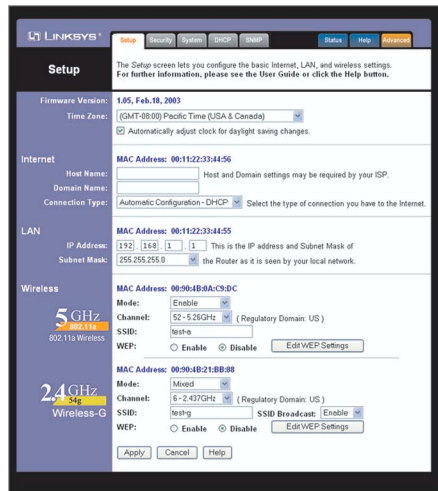 LINKSYS®
Setup Security System DHCP SNMP Status Help Advanced
Setup
The Setup screen lets you configure the basic Internet, LAN, and wireless settings.
For further information, please see the User Guide or click the Help button.
Firmware Version: 1.05, Feb.18, 2003
Time Zone: (GMT-08:00) Pacific Time (USA & Canada)
Automatically adjust clock for daylight saving changes.
Internet MAC Address: 00:11:22:33:44:56
Host Name: Host and Domain settings may be required by your ISP.
Domain Name:
Connection Type: Automatic Configuration - DHCP Select the type of connection you have to the Internet.
LAN MAC Address: 00:11:22:33:44:55
IP Address: 192 . 168 . 1 . 1 This is the IP address and Subnet Mask of
Subnet Mask: 255.255.255.0 the Router as it is seen by your local network.
Wireless MAC Address: 00:90:4B:0A:C9:DC
Mode: Enable
5 GHz
802.11a
802.11a Wireless
Channel: 52 - 5.26GHz ( Regulatory Domain: US )
SSID: test-a
WEP: Enable Disable Edit WEP Settings
MAC Address: 00:90:4B:21:BB:88
Mode: Mixed
2.4 GHz
54g
Wireless-G
Channel: 6 - 2.437GHz ( Regulatory Domain: US )
SSID: test-g SSID Broadcast: Enable
WEP: Enable Disable Edit WEP Settings
Apply Cancel Help